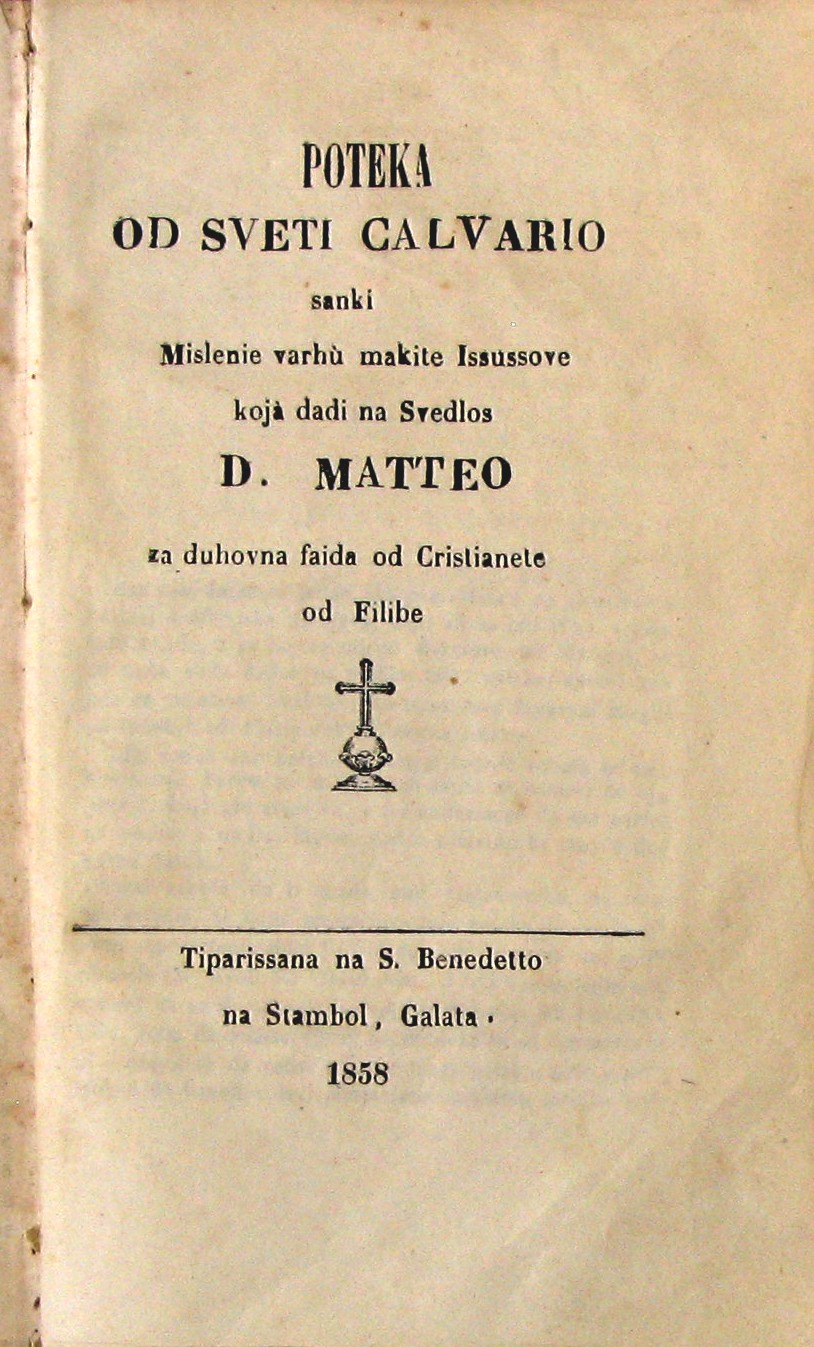 POTEKA
OD SVETI CALVARIO
sanki
Mislenie varhù makite Issussove
kojà dadi na Svedlos
D. MATTEO
za duhovna faida od Cristianete
od Filibe
Tiparissana na S. Benedetto
na Stambol, Galata.
1858